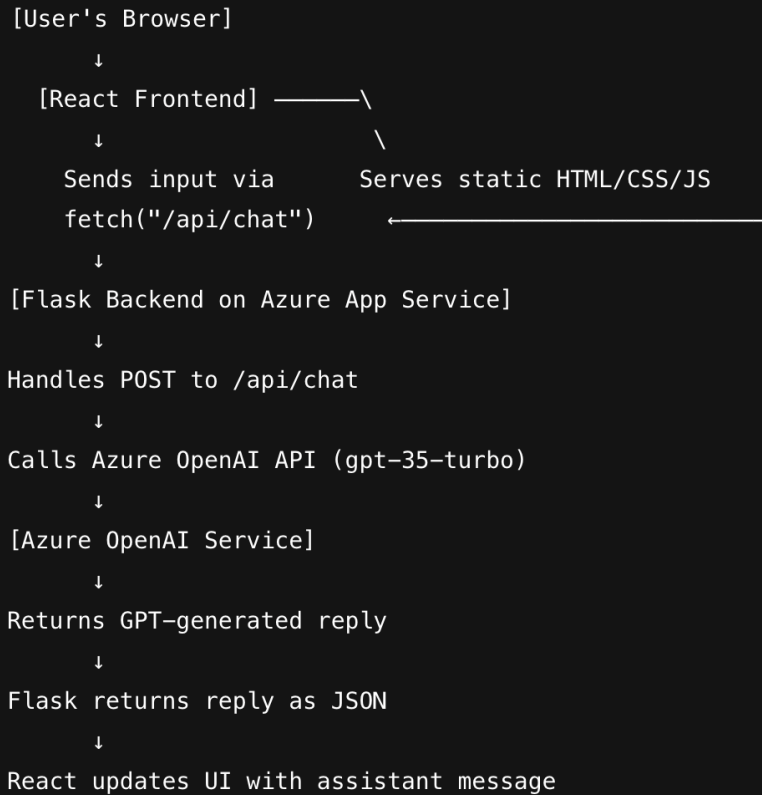 [User's Browser]
↓
[React Frontend] ──────\
↓ \
Sends input via Serves static HTML/CSS/JS
fetch("/api/chat") ←──────────────────────────
↓
[Flask Backend on Azure App Service]
↓
Handles POST to /api/chat
↓
Calls Azure OpenAI API (gpt-35-turbo)
↓
[Azure OpenAI Service]
↓
Returns GPT-generated reply
↓
Flask returns reply as JSON
↓
React updates UI with assistant message